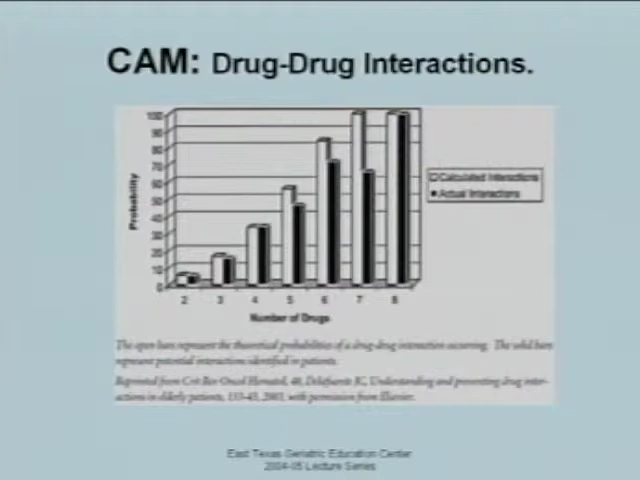 CAM: Drug-Drug Interactions.
100
90
80
70
60
50
40
30
20
10
0
Probability
Calculated Interactions
Actual Interactions
2 3 4 5 6 7 8
Number of Drugs
The open bars represent the theoretical probabilities of a drug-drug interaction occurring. The solid bars
represent potential interactions identified in patients.
Reprinted from Crit Rev Oncol Hematol, 48, Delafuente JC, Understanding and preventing drug inter-
actions in elderly patients, 133-43, 2003, with permission from Elsevier.
East Texas Geriatric Education Center
2004-05 Lecture Series